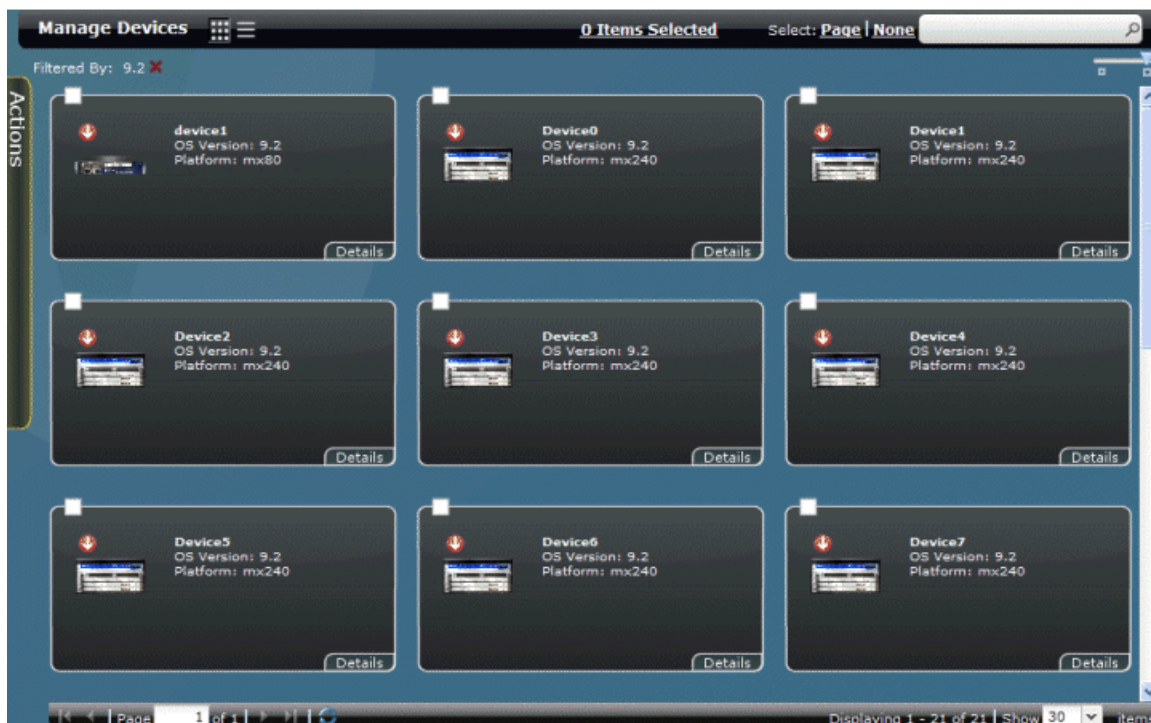 Manage Devices 0 Items Selected Select: Page | None
Filtered By: 9.2
Actions
device1
OS Version: 9.2
Platform: mx80
Details
Device0
OS Version: 9.2
Platform: mx240
Details
Device1
OS Version: 9.2
Platform: mx240
Details
Device2
OS Version: 9.2
Platform: mx240
Details
Device3
OS Version: 9.2
Platform: mx240
Details
Device4
OS Version: 9.2
Platform: mx240
Details
Device5
OS Version: 9.2
Platform: mx240
Details
Device6
OS Version: 9.2
Platform: mx240
Details
Device7
OS Version: 9.2
Platform: mx240
Details
Page 1 of 1 | Displaying 1 - 21 of 21 | Show 30 items